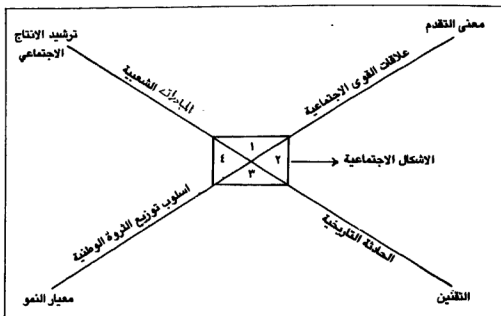 معنى التقدم
ترشيد الانتاج
الاجتماعي
علاقات القوى الاجتماعية
المبادرات الشعبية
١
٢
٣
٤
الاشكال الاجتماعية
اسلوب توزيع الثروة الوطنية
الحادثة التاريخية
معيار النمو
التقنين